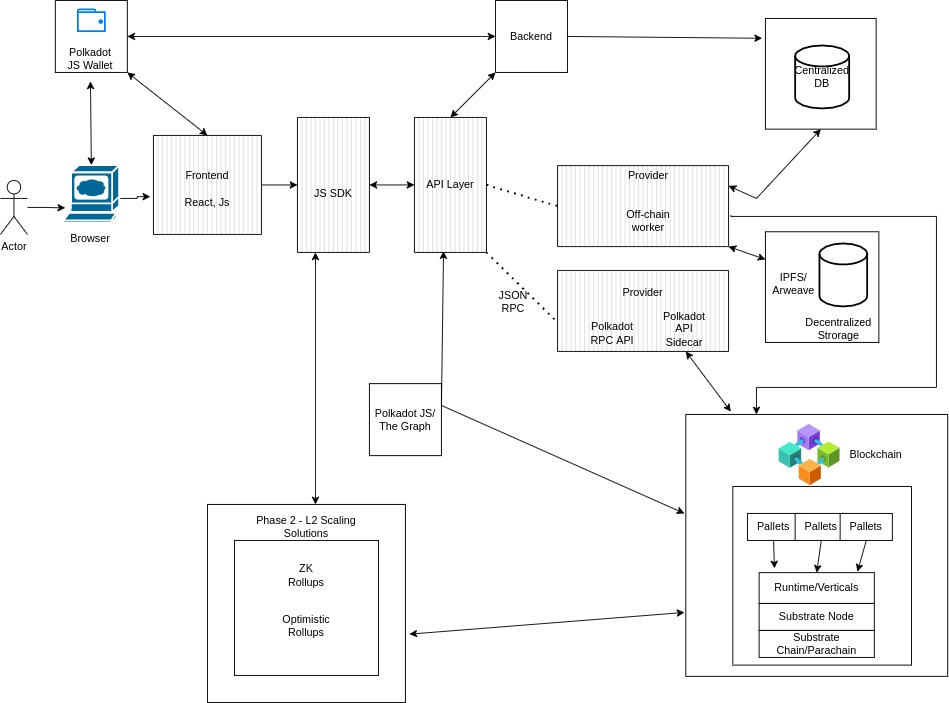 Polkadot
JS Wallet
Backend
Centralized
DB
Actor
Browser
Frontend
React, Js
JS SDK
API Layer
Provider
Off-chain
worker
IPFS/
Arweave
Decentralized
Strorage
JSON
RPC
Provider
Polkadot
RPC API
Polkadot
API
Sidecar
Polkadot JS/
The Graph
Blockchain
Pallets
Pallets
Pallets
Runtime/Verticals
Substrate Node
Substrate
Chain/Parachain
Phase 2 - L2 Scaling
Solutions
ZK
Rollups
Optimistic
Rollups